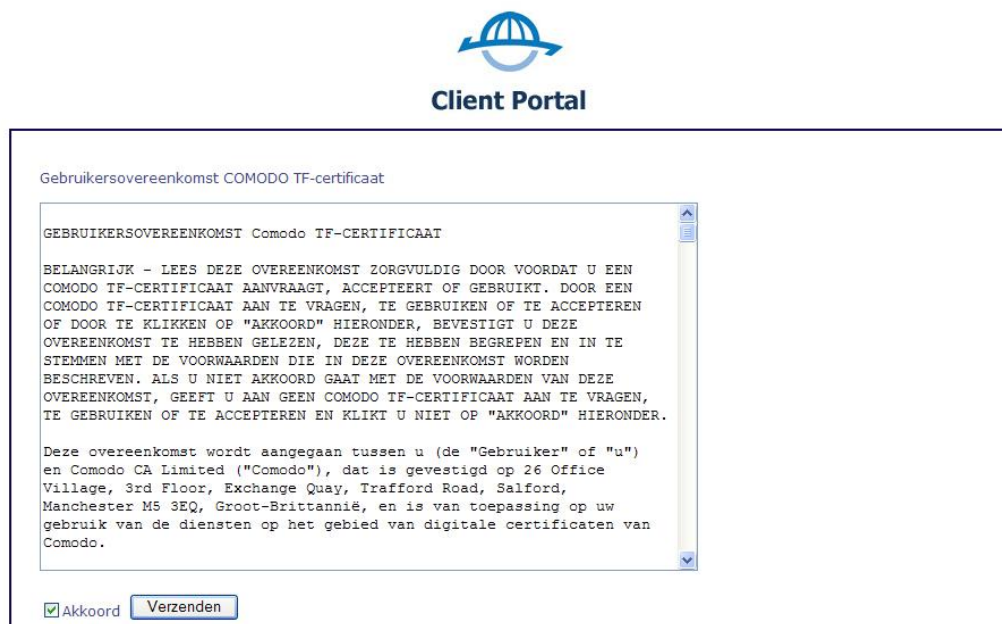 Client Portal
Gebruikersovereenkomst COMODO TF-certificaat
GEBRUIKERSOVEREENKOMST Comodo TF-CERTIFICAAT
BELANGRIJK - LEES DEZE OVEREENKOMST ZORGVULDIG DOOR VOORDAT U EEN
COMODO TF-CERTIFICAAT AANVRAAGT, ACCEPTEERT OF GEBRUIKT. DOOR EEN
COMODO TF-CERTIFICAAT AAN TE VRAGEN, TE GEBRUIKEN OF TE ACCEPTEREN
OF DOOR TE KLIKKEN OP "AKKOORD" HIERONDER, BEVESTIGT U DEZE
OVEREENKOMST TE HEBBEN GELEZEN, DEZE TE HEBBEN BEGREPEN EN IN TE
STEMMEN MET DE VOORWAARDEN DIE IN DEZE OVEREENKOMST WORDEN
BESCHREVEN. ALS U NIET AKKOORD GAAT MET DE VOORWAARDEN VAN DEZE
OVEREENKOMST, GEEFT U AAN GEEN COMODO TF-CERTIFICAAT AAN TE VRAGEN,
TE GEBRUIKEN OF TE ACCEPTEREN EN KLIKT U NIET OP "AKKOORD" HIERONDER.
Deze overeenkomst wordt aangegaan tussen u (de "Gebruiker" of "u")
en Comodo CA Limited ("Comodo"), dat is gevestigd op 26 Office
Village, 3rd Floor, Exchange Quay, Trafford Road, Salford,
Manchester M5 3EQ, Groot-Brittannië, en is van toepassing op uw
gebruik van de diensten op het gebied van digitale certificaten van
Comodo.
Akkoord Verzenden